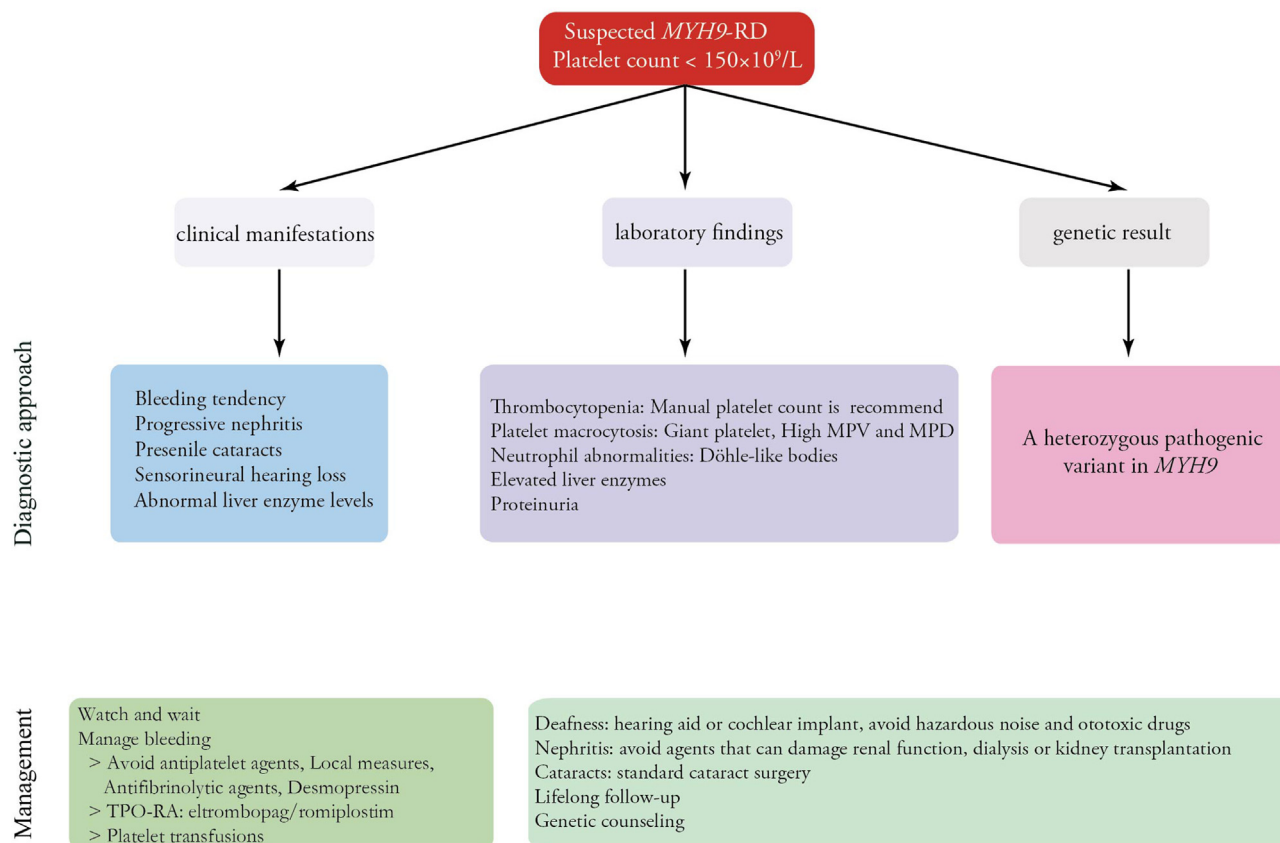 Suspected MYH9-RD
Platelet count < 150×10⁹/L
clinical manifestations
laboratory findings
genetic result
Diagnostic approach
Bleeding tendency
Progressive nephritis
Presenile cataracts
Sensorineural hearing loss
Abnormal liver enzyme levels
Thrombocytopenia: Manual platelet count is recommend
Platelet macrocytosis: Giant platelet, High MPV and MPD
Neutrophil abnormalities: Döhle-like bodies
Elevated liver enzymes
Proteinuria
A heterozygous pathogenic
variant in MYH9
Management
Watch and wait
Manage bleeding
> Avoid antiplatelet agents, Local measures,
Antifibrinolytic agents, Desmopressin
> TPO-RA: eltrombopag/romiplostim
> Platelet transfusions
Deafness: hearing aid or cochlear implant, avoid hazardous noise and ototoxic drugs
Nephritis: avoid agents that can damage renal function, dialysis or kidney transplantation
Cataracts: standard cataract surgery
Lifelong follow-up
Genetic counseling